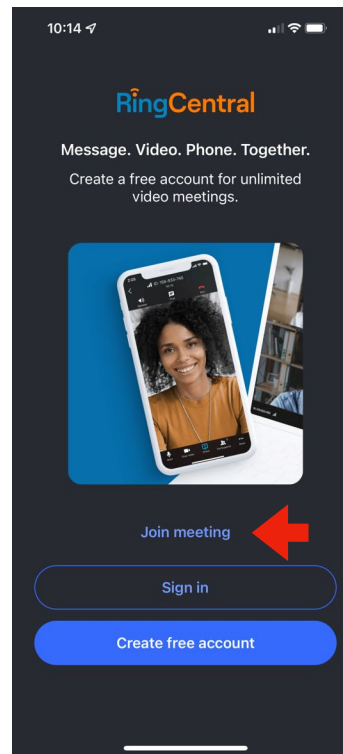 10:14
RingCentral
Message. Video. Phone. Together.
Create a free account for unlimited
video meetings.
Join meeting
Sign in
Create free account